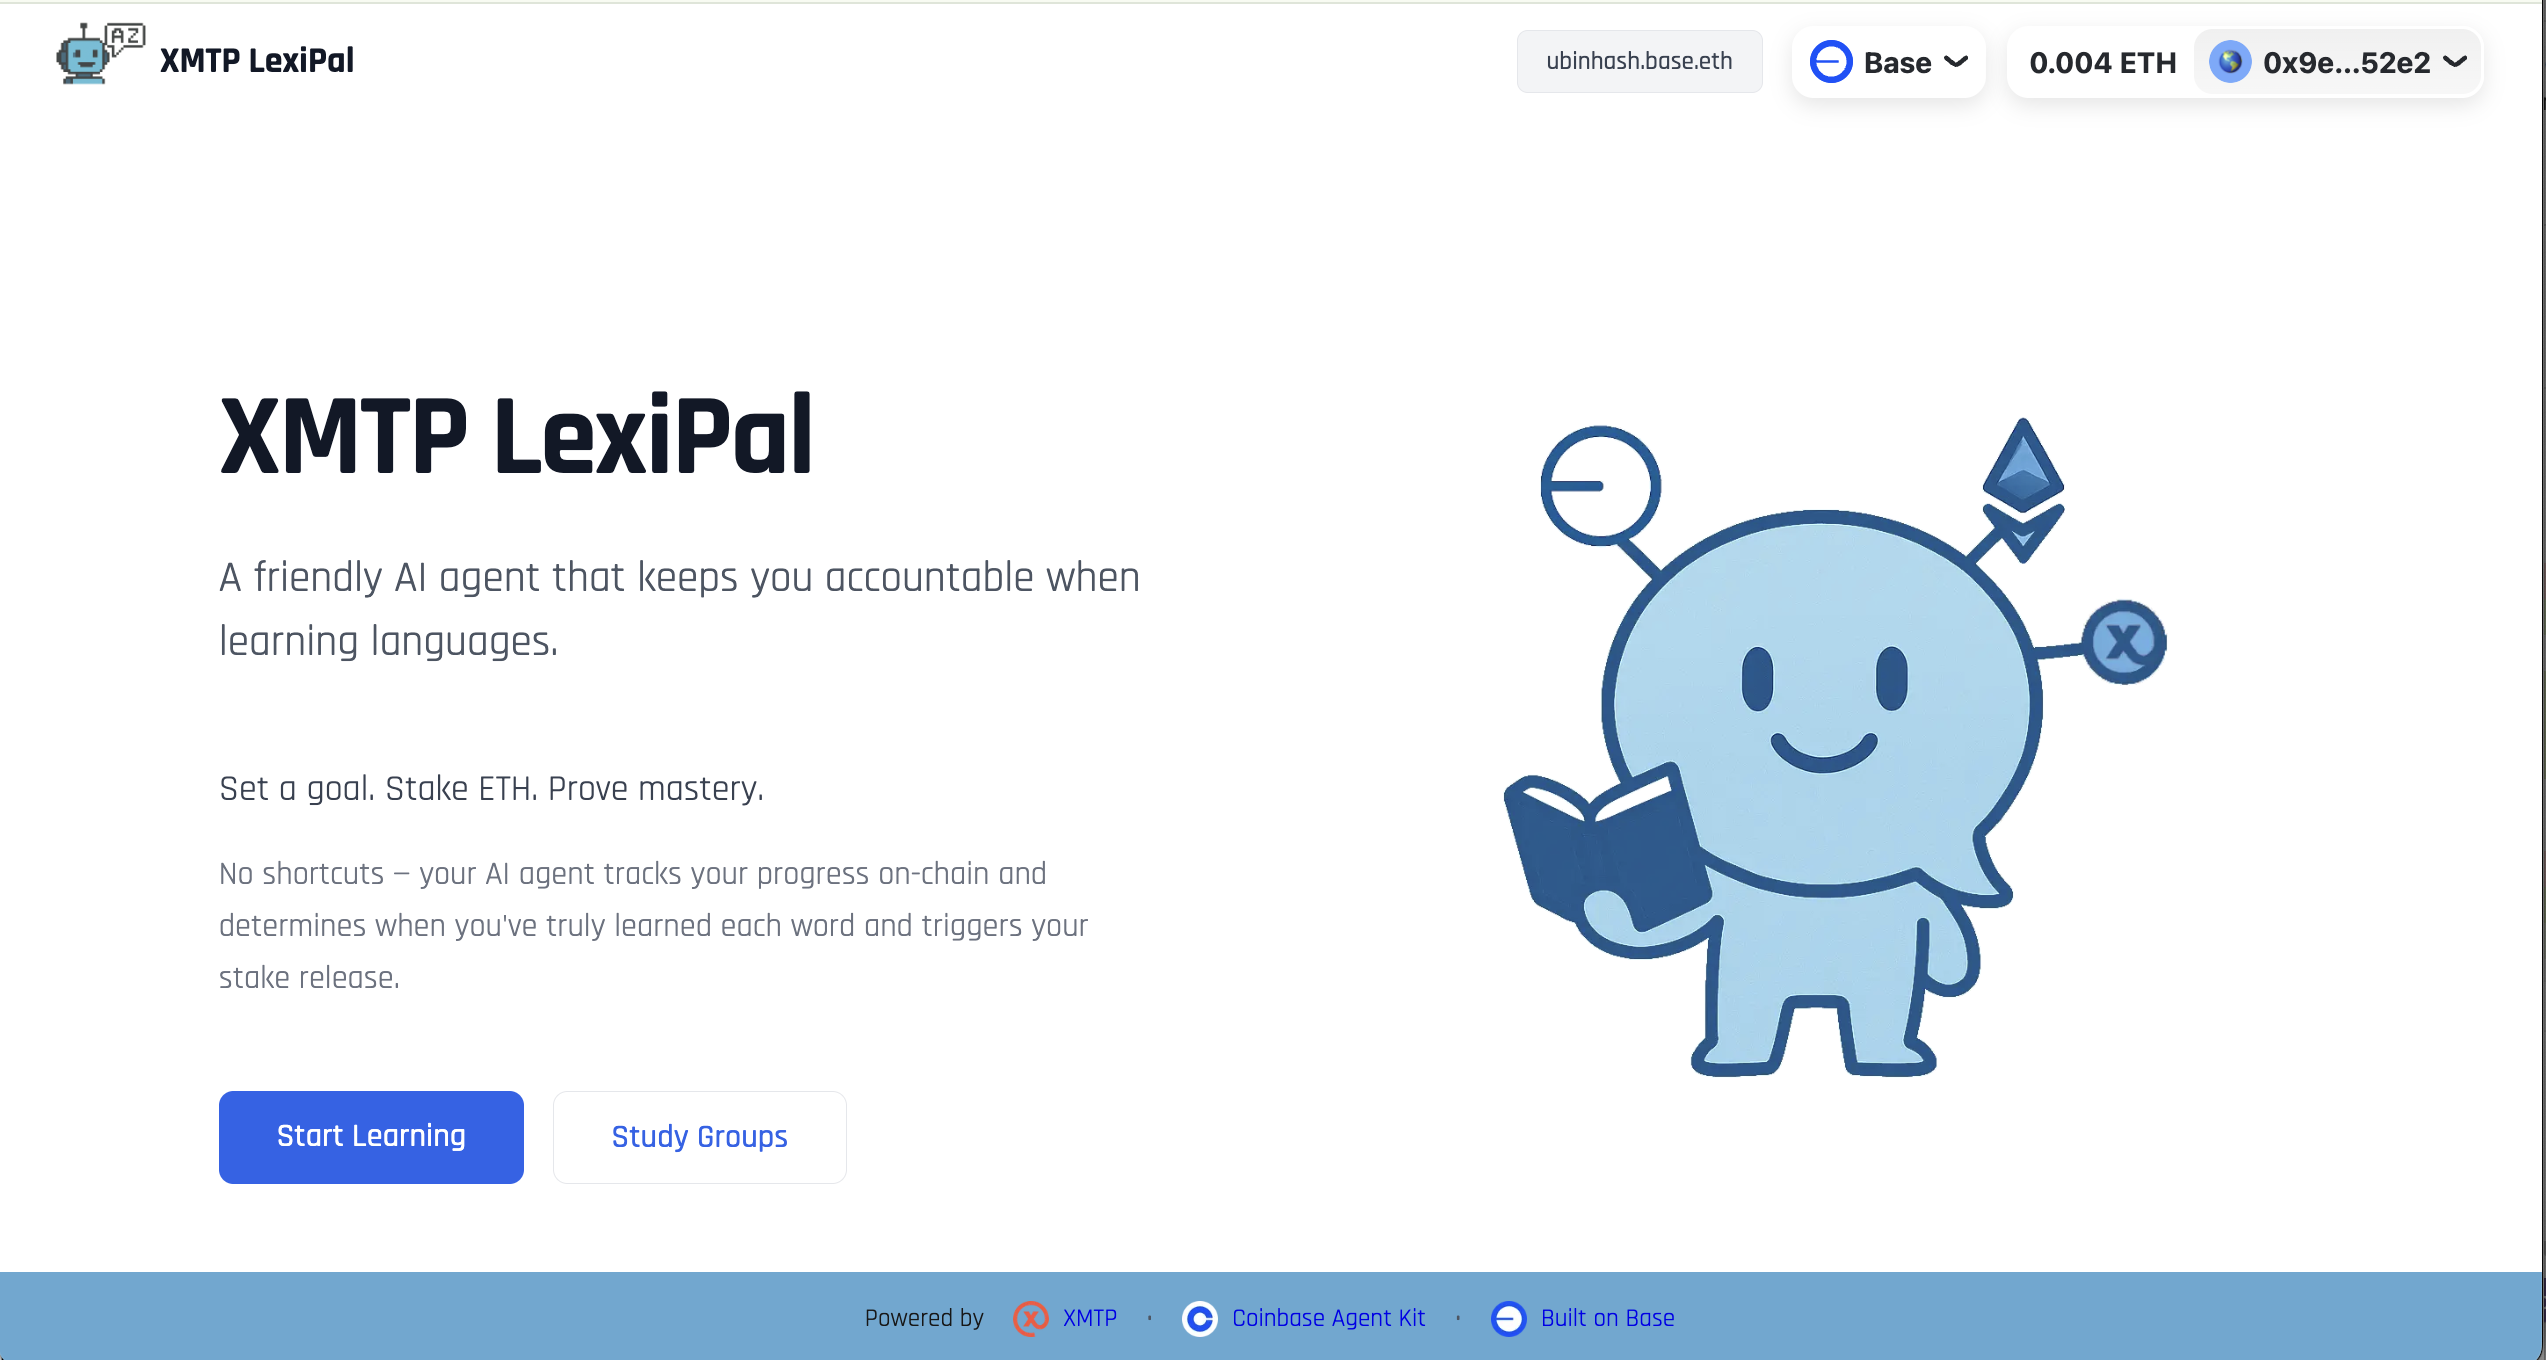 AZ
XMTP LexiPal
ubinhash.base.eth
Base
0.004 ETH
0x9e...52e2
XMTP LexiPal
A friendly AI agent that keeps you accountable when
learning languages.
Set a goal. Stake ETH. Prove mastery.
No shortcuts – your AI agent tracks your progress on-chain and
determines when you've truly learned each word and triggers your
stake release.
Start Learning
Study Groups
Powered by XMTP · Coinbase Agent Kit · Built on Base